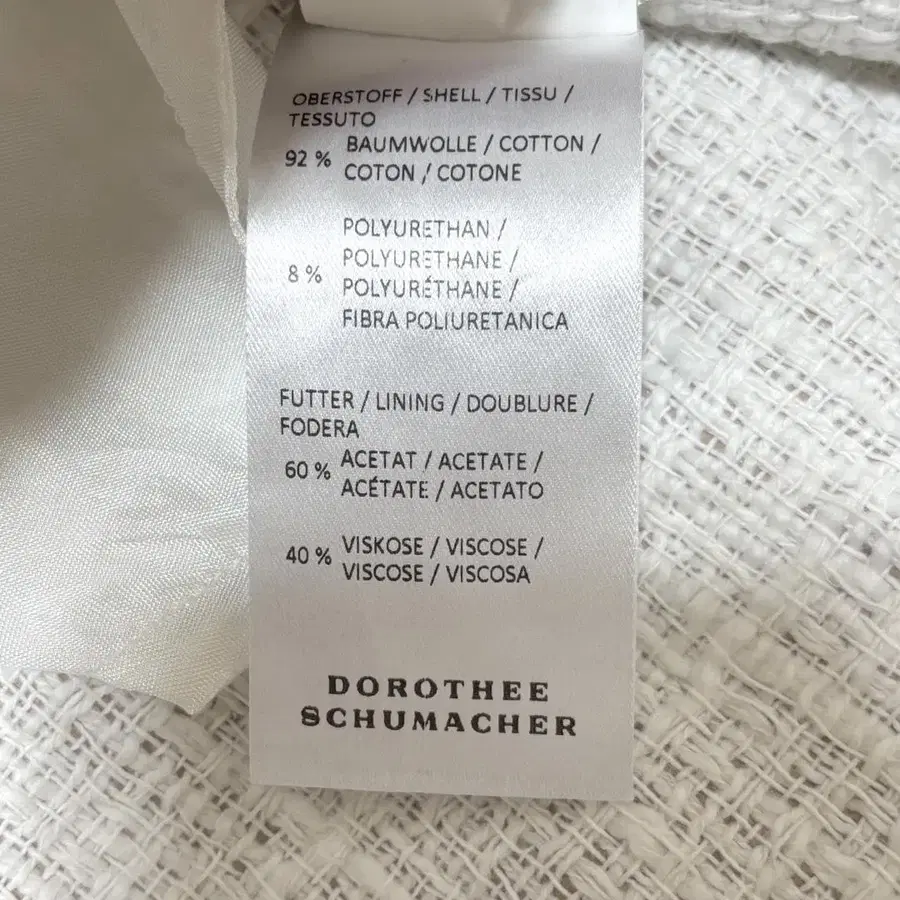 OBERSTOFF / SHELL / TISSU /
TESSUTO
92 % BAUMWOLLE / COTTON /
COTON / COTONE
POLYURETHAN /
POLYURETHANE /
8 % POLYURÉTHANE /
FIBRA POLIURETANICA
FUTTER / LINING / DOUBLURE /
FODERA
60 % ACETAT / ACETATE /
ACÉTATE / ACETATO
40 % VISKOSE / VISCOSE /
VISCOSE / VISCOSA
DOROTHEE
SCHUMACHER